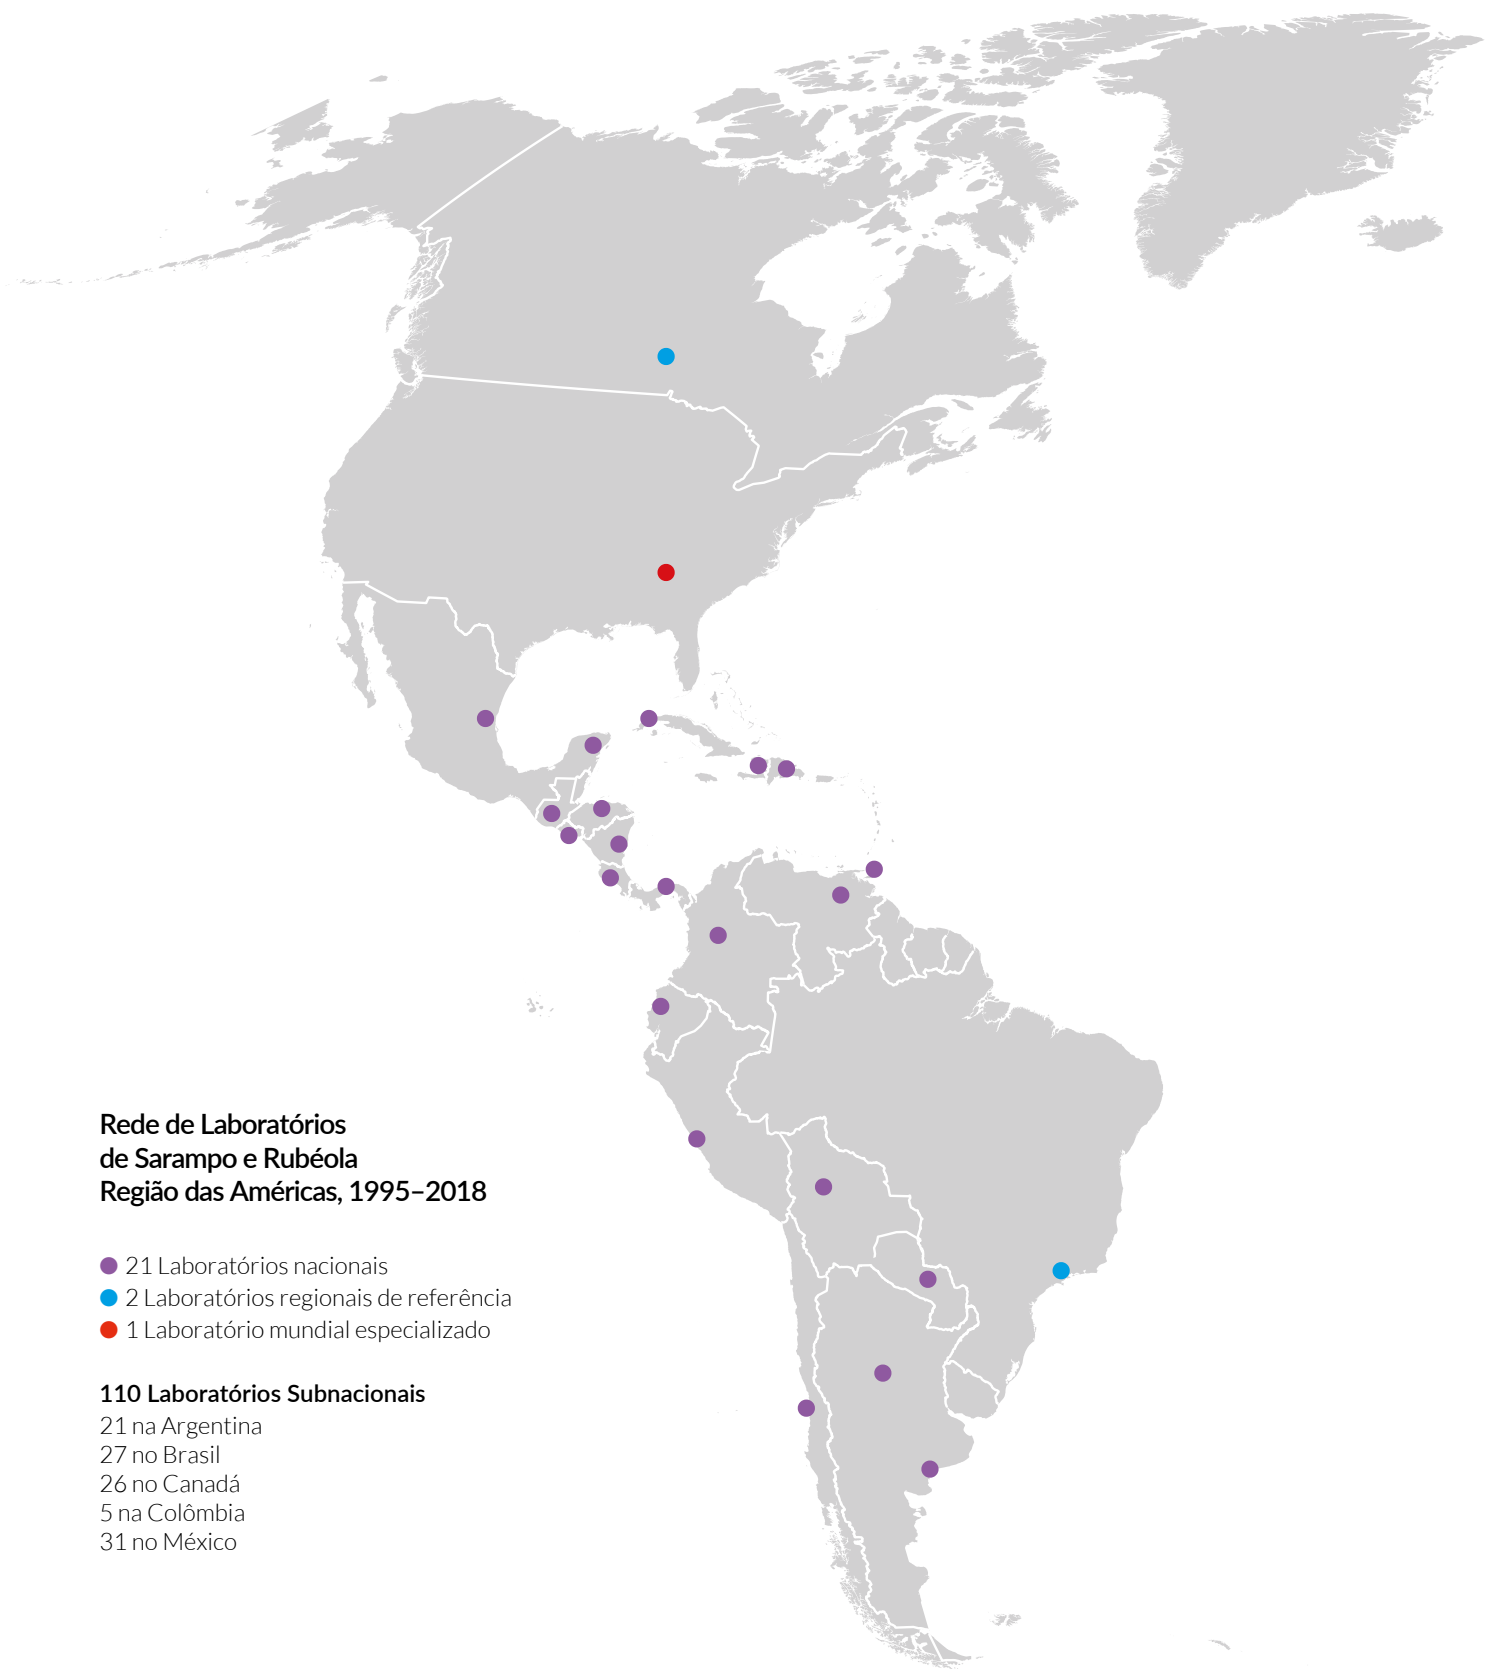 Rede de Laboratórios
de Sarampo e Rubéola
Região das Américas, 1995–2018
21 Laboratórios nacionais
2 Laboratórios regionais de referência
1 Laboratório mundial especializado
110 Laboratórios Subnacionais
21 na Argentina
27 no Brasil
26 no Canadá
5 na Colômbia
31 no México